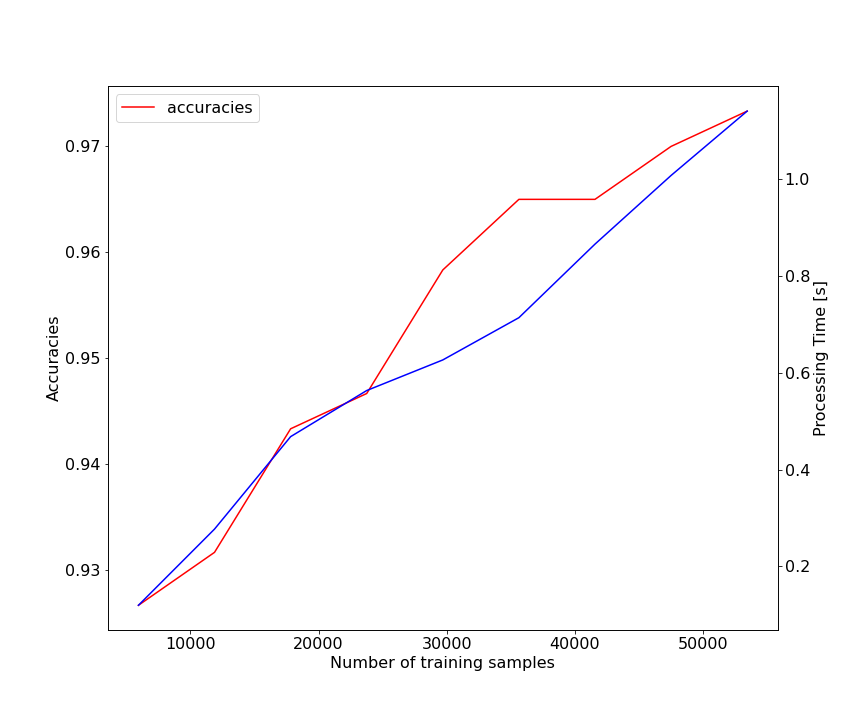 accuracies
0.97
0.96
0.95
0.94
0.93
Accuracies
1.0
0.8
0.6
0.4
0.2
Processing Time [s]
10000 20000 30000 40000 50000
Number of training samples